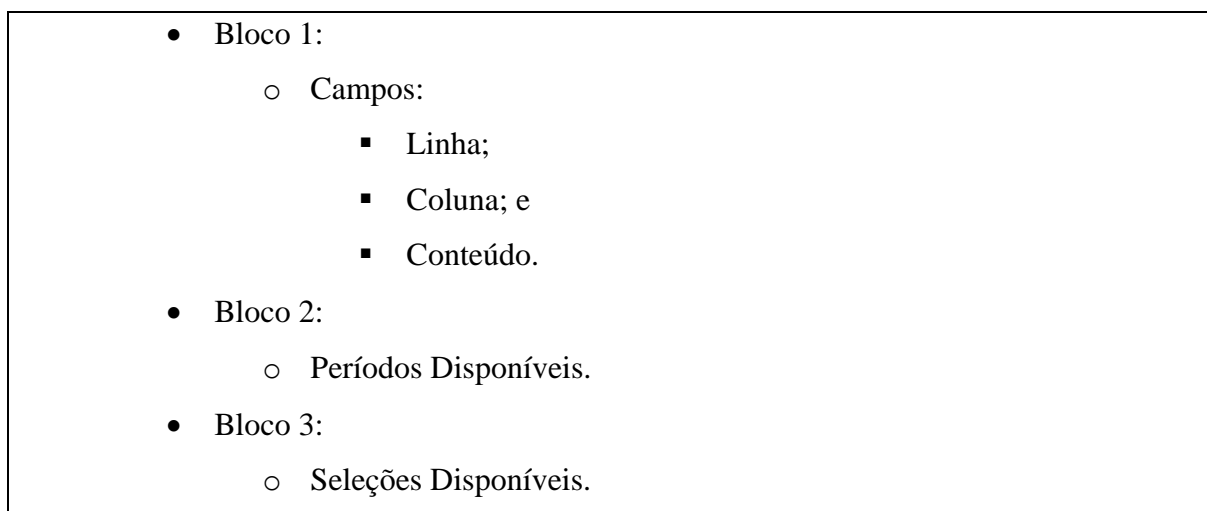 • Bloco 1:
o Campos:
▪ Linha;
▪ Coluna; e
▪ Conteúdo.
• Bloco 2:
o Períodos Disponíveis.
• Bloco 3:
o Seleções Disponíveis.